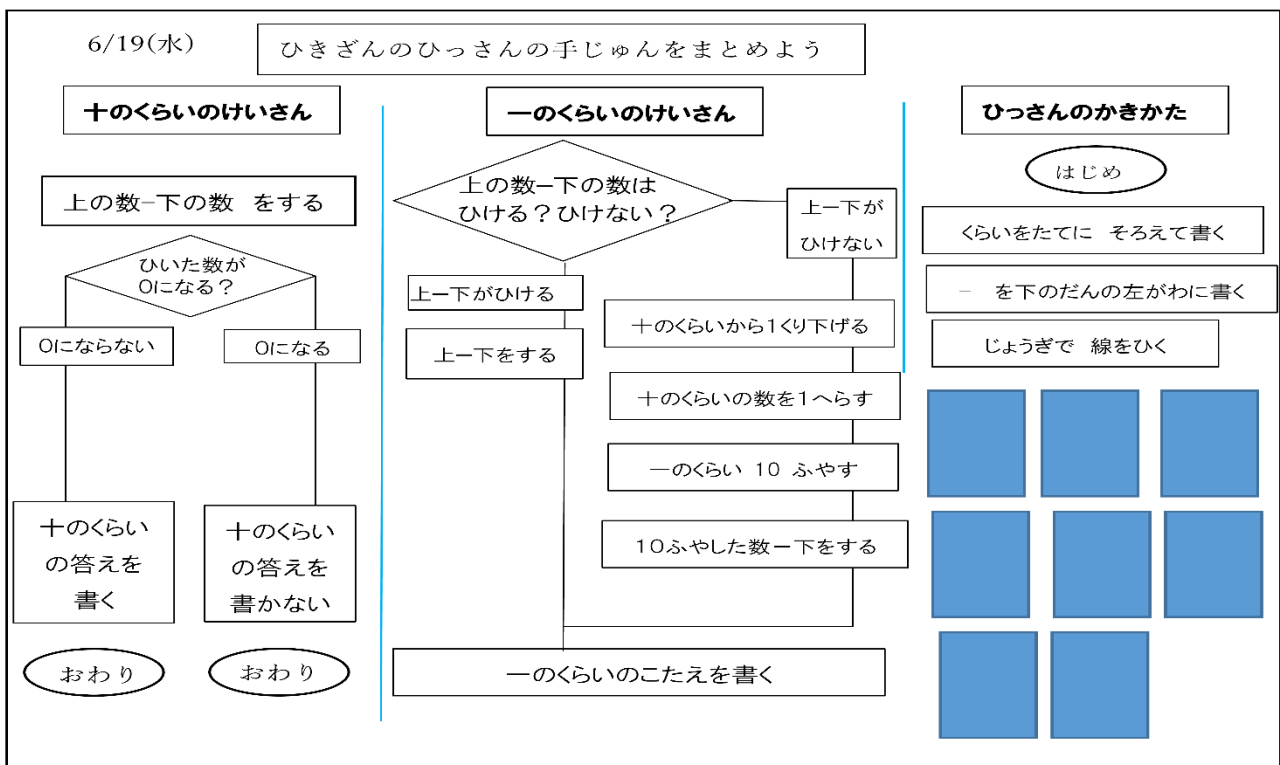 6/19(水)
ひきざんのひっさんの手じゅんをまとめよう
ひっさんのかきかた
はじめ
くらいをたてに そろえて書く
− を下のだんの左がわに書く
じょうぎで 線をひく
一のくらいのけいさん
上の数−下の数は
ひける？ひけない？
上−下がひける
上−下をする
上−下が
ひけない
十のくらいから1くり下げる
十のくらいの数を1へらす
一のくらい 10 ふやす
10ふやした数−下をする
一のくらいのこたえを書く
十のくらいのけいさん
上の数−下の数 をする
ひいた数が
0になる？
0にならない
十のくらい
の答えを
書く
おわり
0になる
十のくらい
の答えを
書かない
おわり